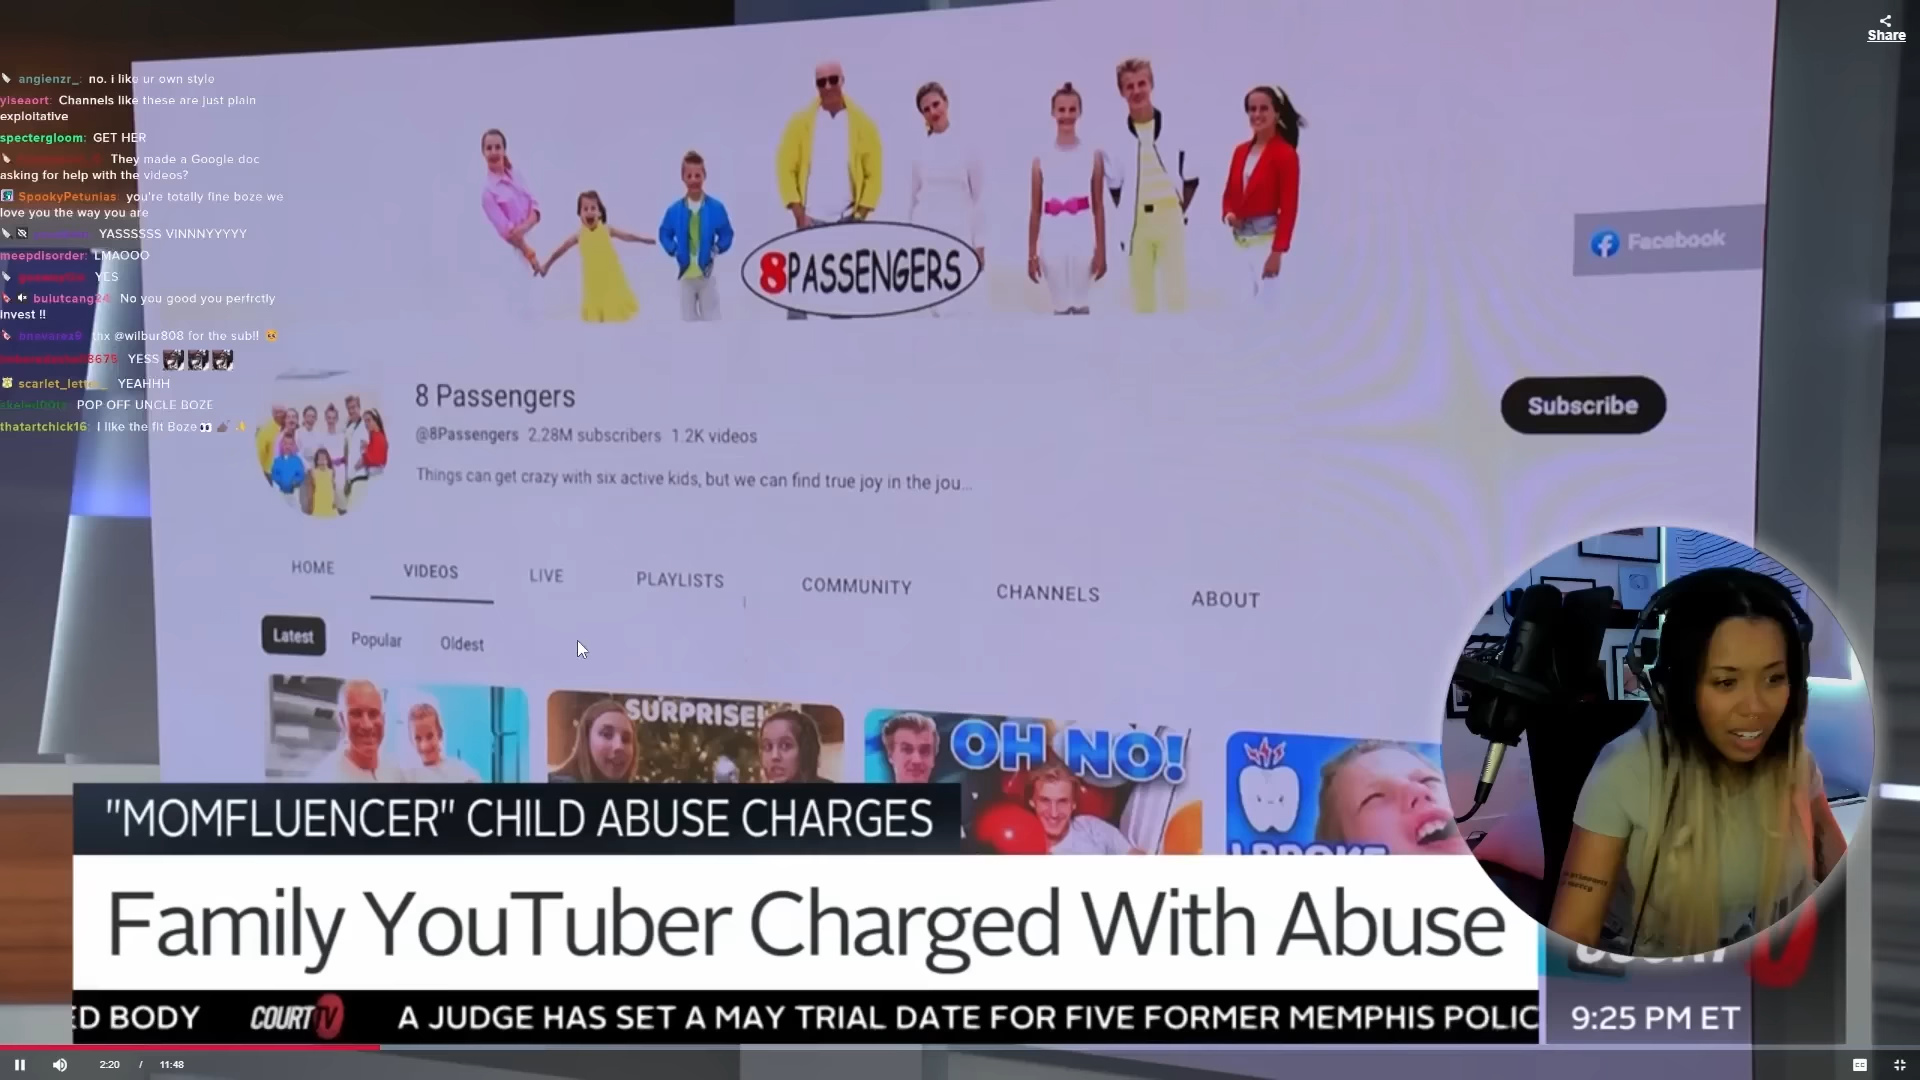 Share
angienzr_: no. i like ur own style
yiseaort: Channels like these are just plain
exploitative
spectergloom: GET HER
They made a Google doc
asking for help with the videos?
SpookyPetunias: you're totally fine boze we
love you the way you are
YASSSSSS VINNNYYYYY
meepdisorder: LMAOOO
YES
bulutcang24: No you good you perfrctly
invest !!
thx @wilbur808 for the sub!!
YESS
YEAHHH
POP OFF UNCLE BOZE
thatartchick16: I like the fit Boze
8PASSENGERS
Facebook
8 Passengers
@8Passengers 2.28M subscribers 1.2K videos
Subscribe
Things can get crazy with six active kids, but we can find true joy in the jou...
HOME VIDEOS LIVE PLAYLISTS COMMUNITY CHANNELS ABOUT
Latest Popular Oldest
SURPRISE!
OH NO!
I BROKE
"MOMFLUENCER" CHILD ABUSE CHARGES
Family YouTuber Charged With Abuse
ED BODY COURT TV A JUDGE HAS SET A MAY TRIAL DATE FOR FIVE FORMER MEMPHIS POLIC
9:25 PM ET
2:20 / 11:48
CC